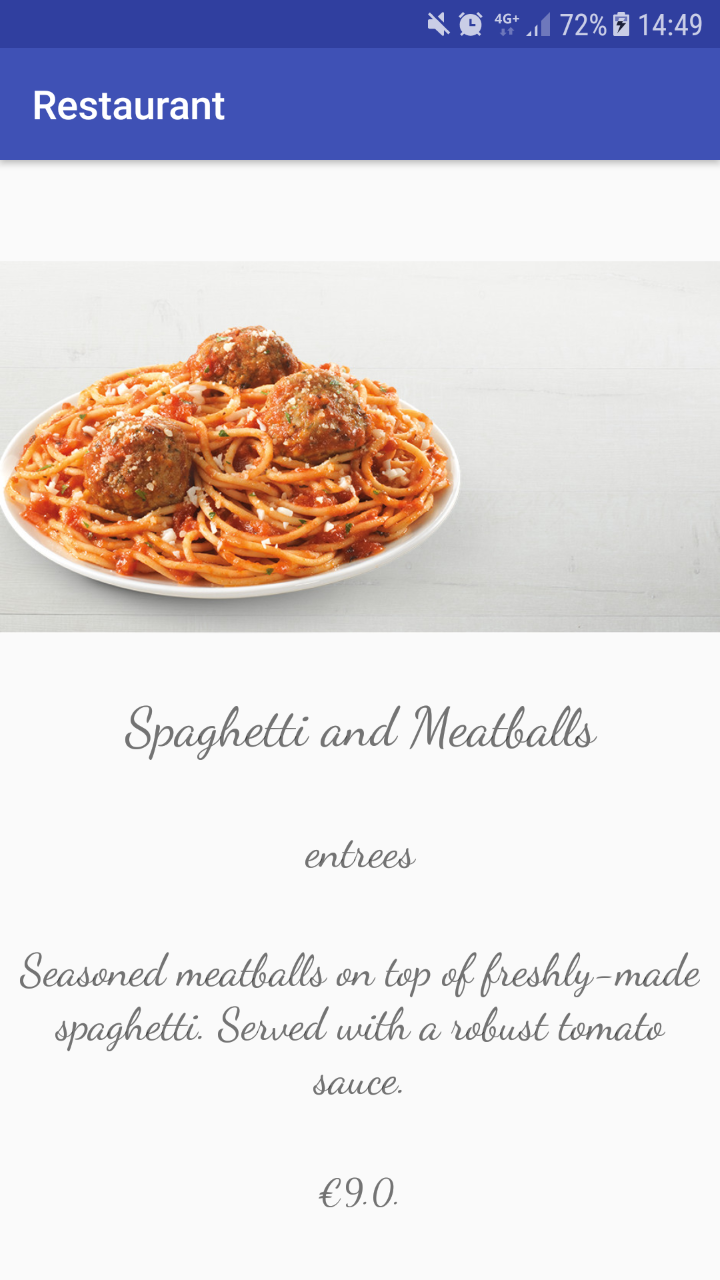 4G+ 72% 14:49
Restaurant
Spaghetti and Meatballs
entrees
Seasoned meatballs on top of freshly-made
spaghetti. Served with a robust tomato
sauce.
€9.0.